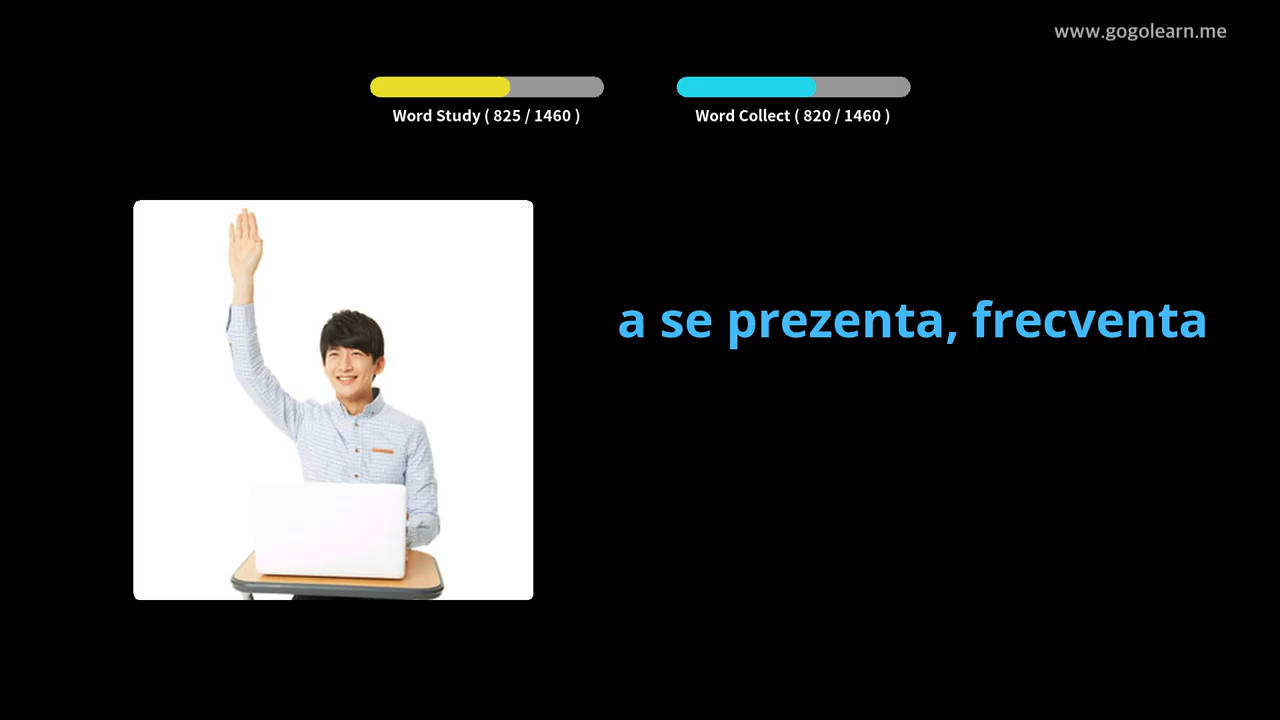 www.gogolearn.me
Word Study ( 825 / 1460 )
Word Collect ( 820 / 1460 )
a se prezenta, frecventa